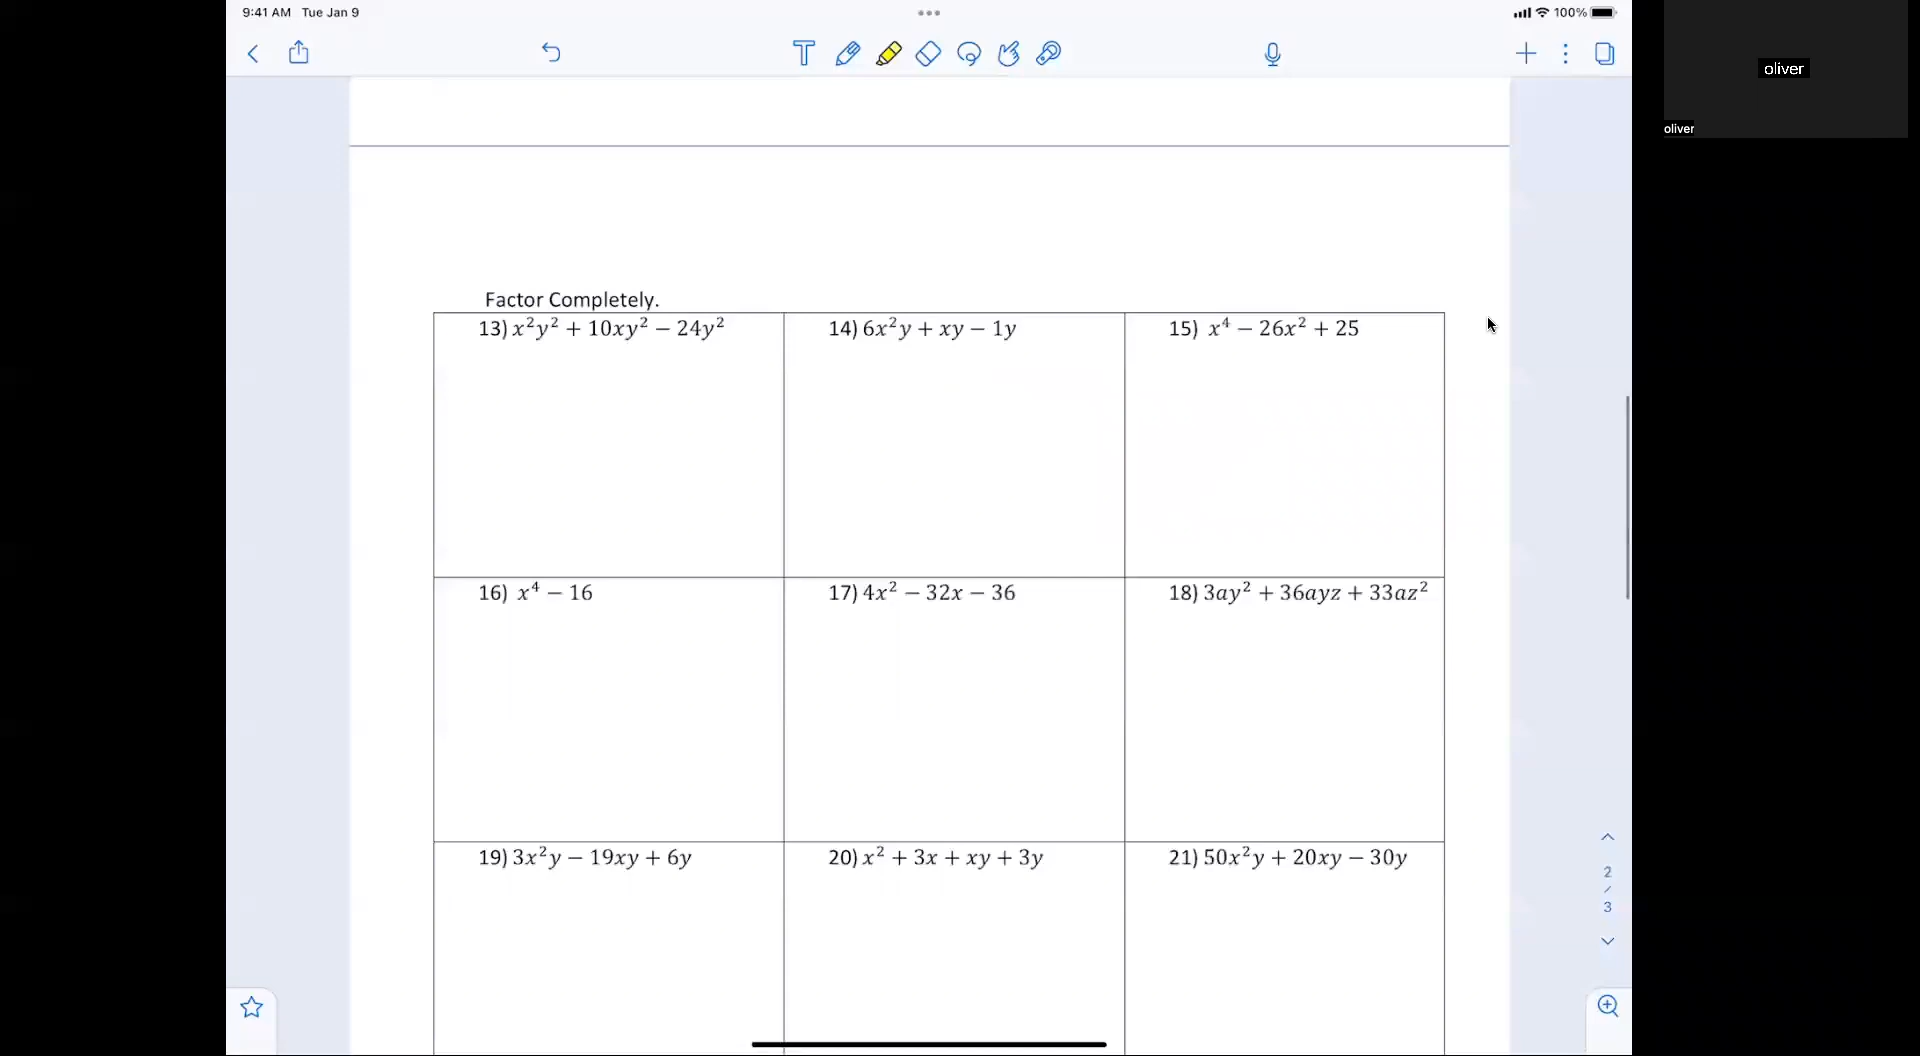 9:41 AM Tue Jan 9
100%
oliver
oliver
Factor Completely.
13) x²y² + 10xy² − 24y²
14) 6x²y + xy − 1y
15) x⁴ − 26x² + 25
16) x⁴ − 16
17) 4x² − 32x − 36
18) 3ay² + 36ayz + 33az²
19) 3x²y − 19xy + 6y
20) x² + 3x + xy + 3y
21) 50x²y + 20xy − 30y
2
/
3